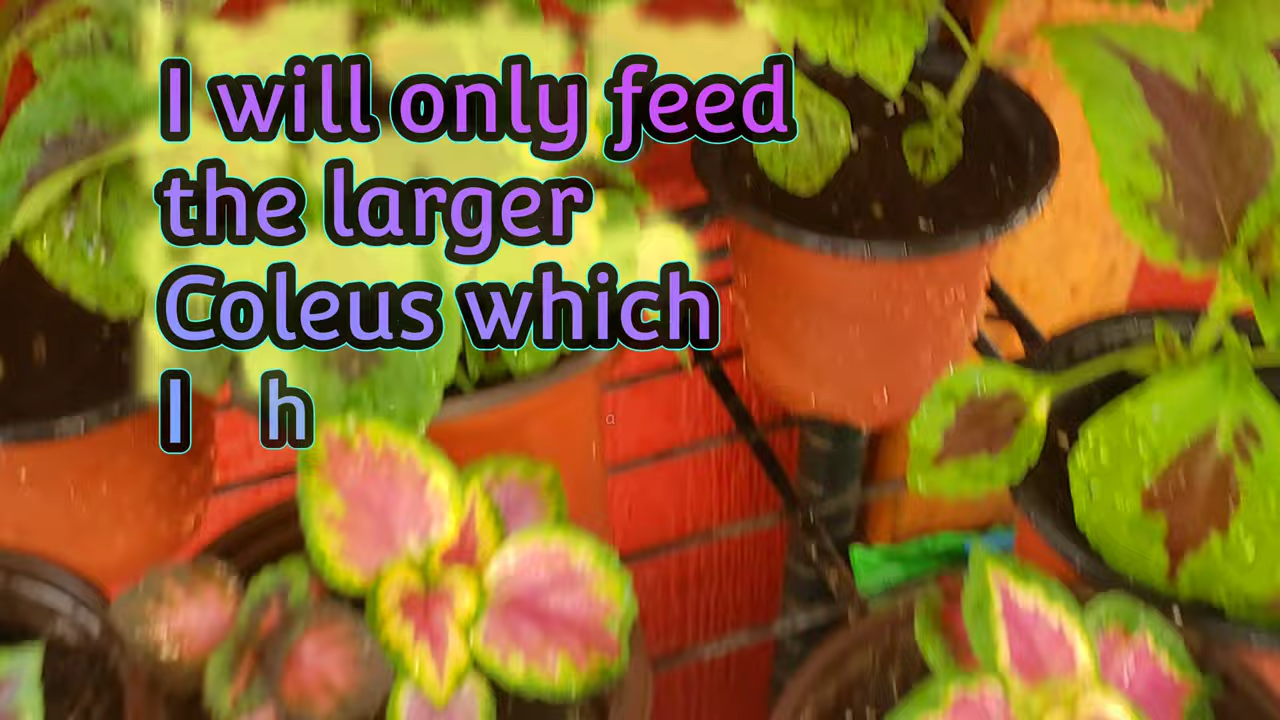 I will only feed
the larger
Coleus which
I h